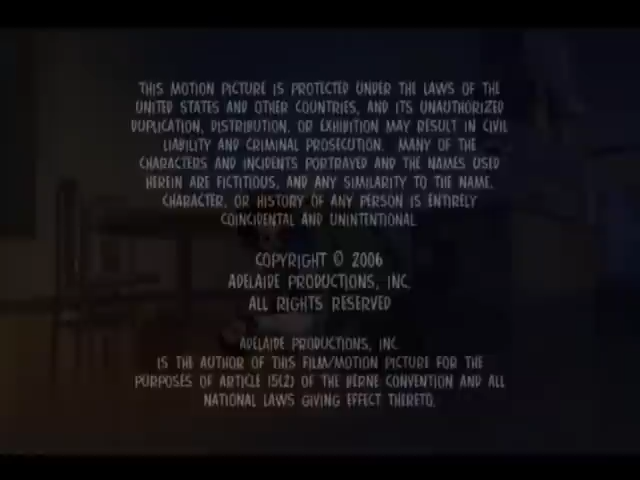 THIS MOTION PICTURE IS PROTECTED UNDER THE LAWS OF THE
UNITED STATES AND OTHER COUNTRIES, AND ITS UNAUTHORIZED
DUPLICATION, DISTRIBUTION, OR EXHIBITION MAY RESULT IN CIVIL
LIABILITY AND CRIMINAL PROSECUTION. MANY OF THE
CHARACTERS AND INCIDENTS PORTRAYED AND THE NAMES USED
HEREIN ARE FICTITIOUS, AND ANY SIMILARITY TO THE NAME,
CHARACTER, OR HISTORY OF ANY PERSON IS ENTIRELY
COINCIDENTAL AND UNINTENTIONAL
COPYRIGHT © 2006
ADELAIDE PRODUCTIONS, INC.
ALL RIGHTS RESERVED
ADELAIDE PRODUCTIONS, INC.
IS THE AUTHOR OF THIS FILM/MOTION PICTURE FOR THE
PURPOSES OF ARTICLE 15(2) OF THE BERNE CONVENTION AND ALL
NATIONAL LAWS GIVING EFFECT THERETO.